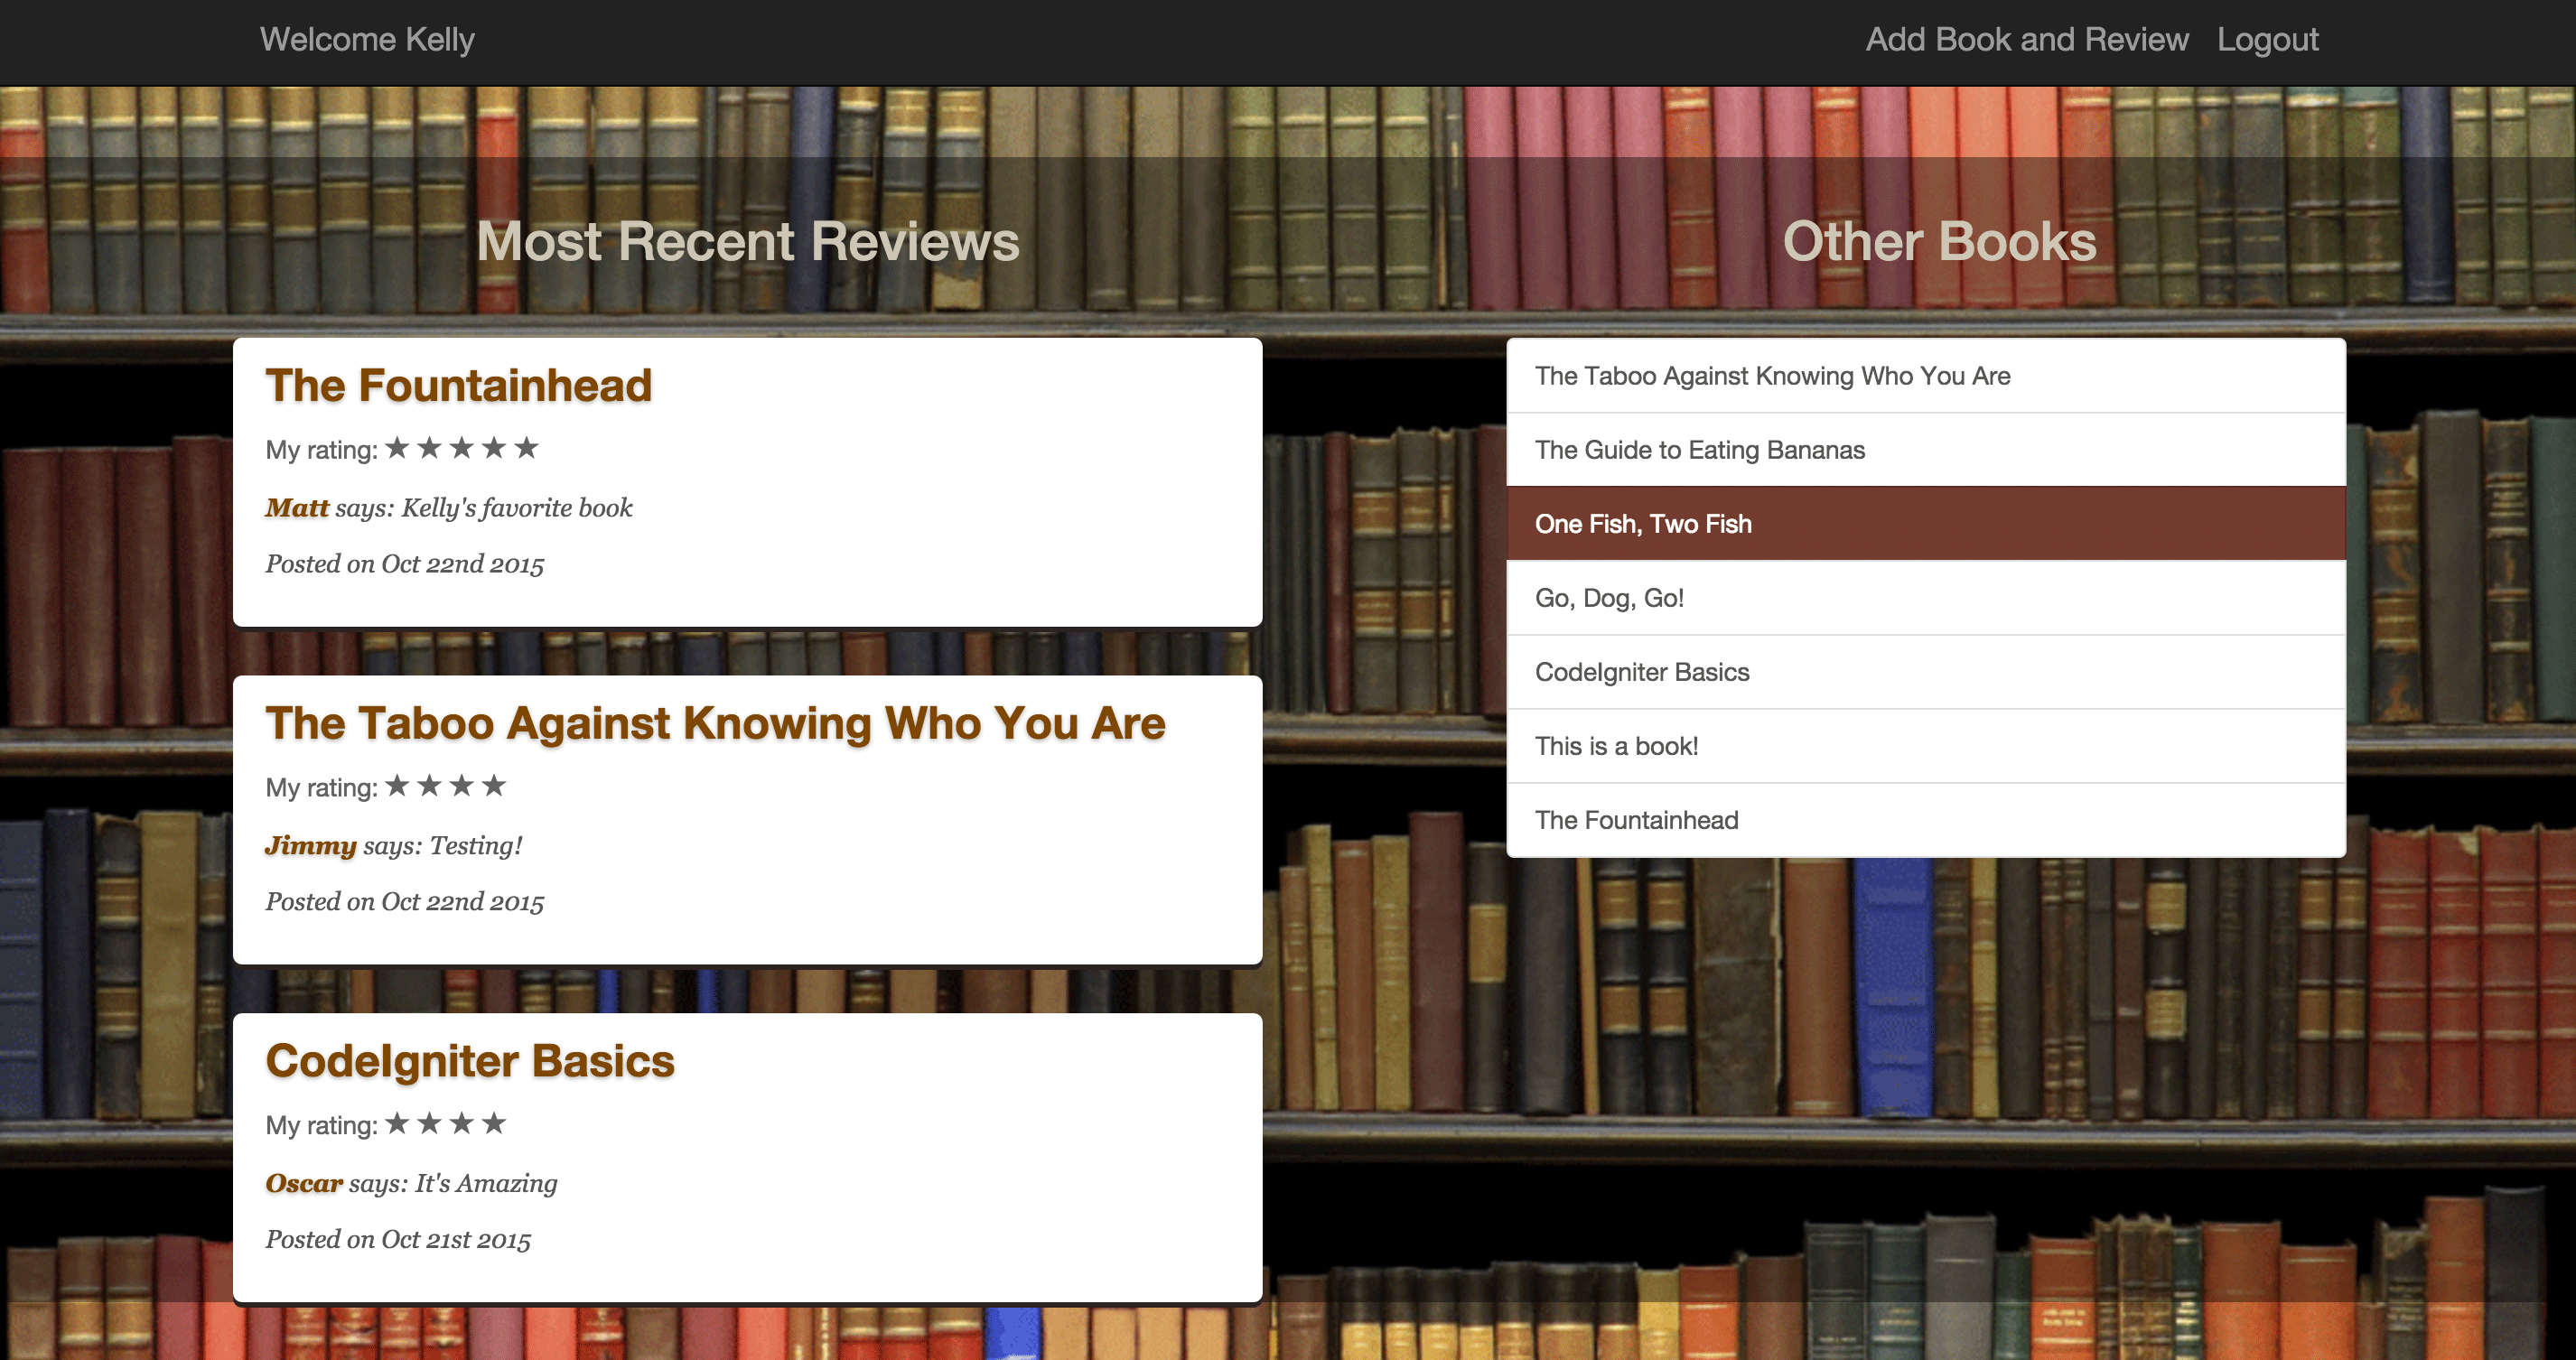 Welcome Kelly
Add Book and Review Logout
Most Recent Reviews
The Fountainhead
My rating: ★ ★ ★ ★ ★
Matt says: Kelly's favorite book
Posted on Oct 22nd 2015
The Taboo Against Knowing Who You Are
My rating: ★ ★ ★ ★
Jimmy says: Testing!
Posted on Oct 22nd 2015
CodeIgniter Basics
My rating: ★ ★ ★ ★
Oscar says: It's Amazing
Posted on Oct 21st 2015
Other Books
The Taboo Against Knowing Who You Are
The Guide to Eating Bananas
One Fish, Two Fish
Go, Dog, Go!
CodeIgniter Basics
This is a book!
The Fountainhead